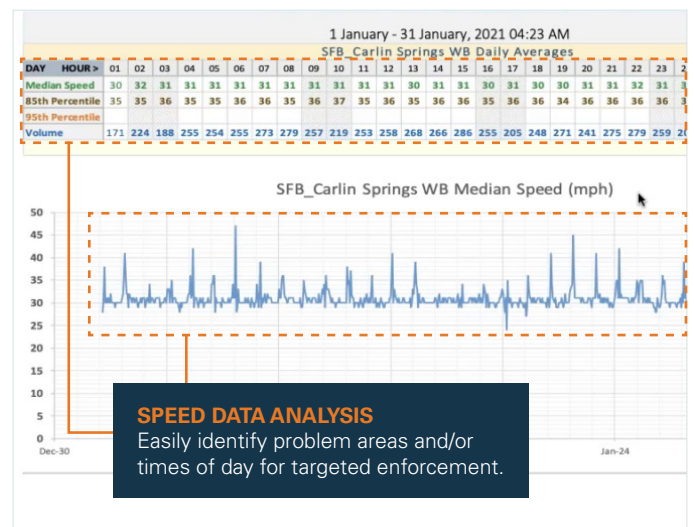 1 January - 31 January, 2021 04:23 AM
SFB_Carlin Springs WB Daily Averages
DAY HOUR > 01 02 03 04 05 06 07 08 09 10 11 12 13 14 15 16 17 18 19 20 21 22 23
Median Speed 30 32 31 31 31 31 31 31 31 31 31 31 30 31 31 30 31 30 30 31 31 32 31
85th Percentile 35 35 36 35 35 36 36 35 36 37 35 35 36 35 36 35 36 36 34 36 36 36 36
95th Percentile
Volume 171 224 188 255 254 255 273 279 257 219 253 258 268 266 286 255 205 248 271 241 275 279 259
SFB_Carlin Springs WB Median Speed (mph)
50
45
40
35
30
25
20
15
10
5
0
Dec-30 Jan-24
SPEED DATA ANALYSIS
Easily identify problem areas and/or
times of day for targeted enforcement.